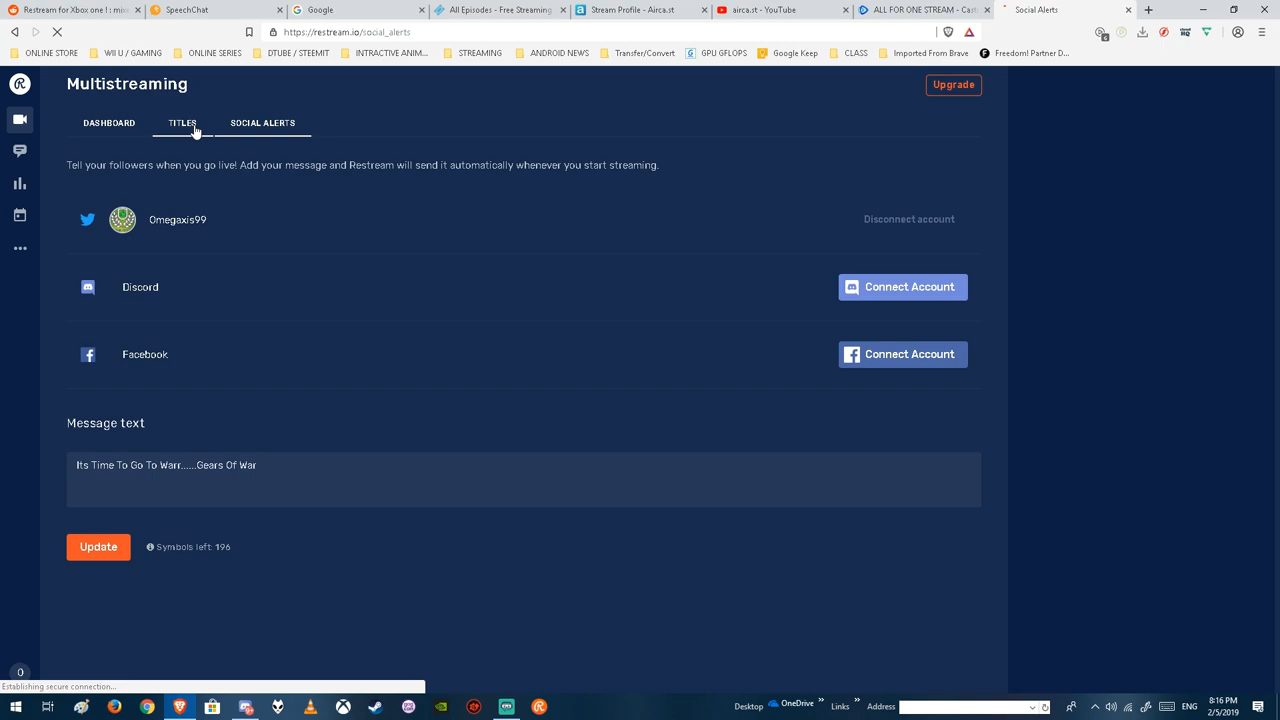 Restream for Xbox one ! : mix
SpeechChat
Google
All Episodes - Free Streaming
Stream Profile - Airca.st
airca.st - YouTube
ALL FOR ONE STREAM - Cast
Social Alerts
https://restream.io/social_alerts
ONLINE STORE
WII U / GAMING
ONLINE SERIES
DTUBE / STEEMIT
INTRACTIVE ANIM...
STREAMING
ANDROID NEWS
Transfer/Convert
GPU GFLOPS
Google Keep
CLASS
Imported From Brave
Freedom! Partner D...
Multistreaming
Upgrade
DASHBOARD
TITLES
SOCIAL ALERTS
Tell your followers when you go live! Add your message and Restream will send it automatically whenever you start streaming.
Omegaxis99
Disconnect account
Discord
Connect Account
Facebook
Connect Account
Message text
Its Time To Go To Warr......Gears Of War
Update
Symbols left: 196
0
Establishing secure connection...
Desktop
OneDrive
Links
Address
ENG
8:16 PM
2/5/2019